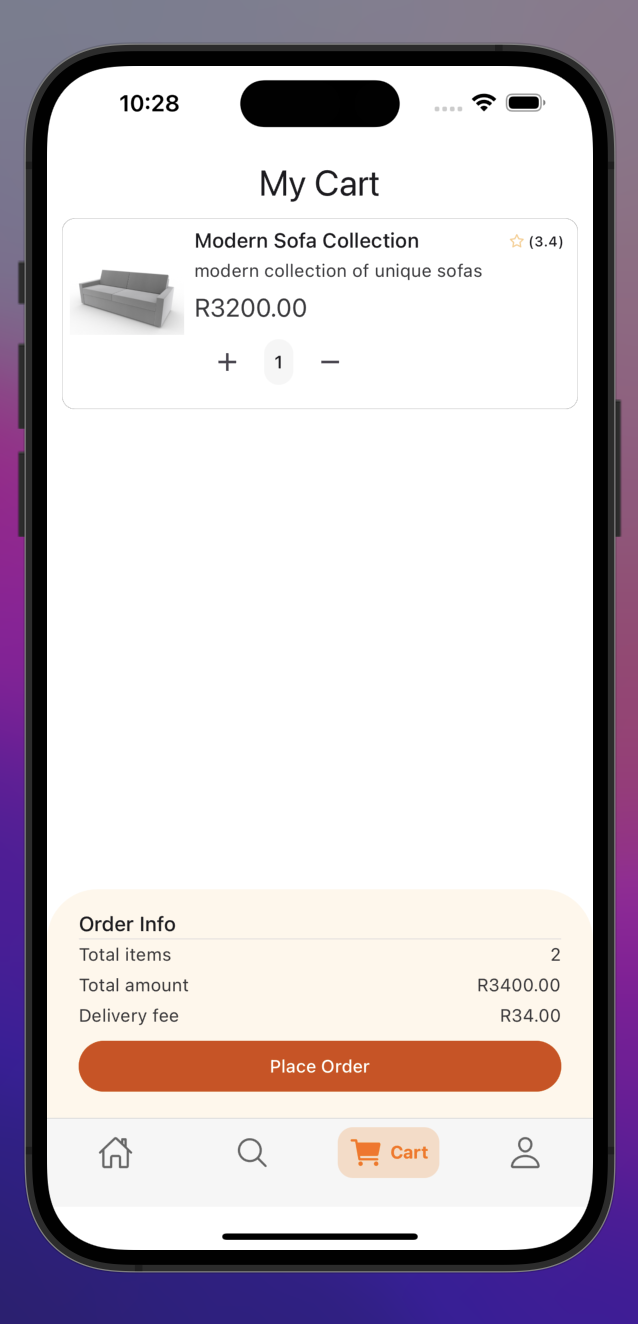 10:28
My Cart
Modern Sofa Collection (3.4)
modern collection of unique sofas
R3200.00
+ 1 −
Order Info
Total items 2
Total amount R3400.00
Delivery fee R34.00
Place Order
Cart